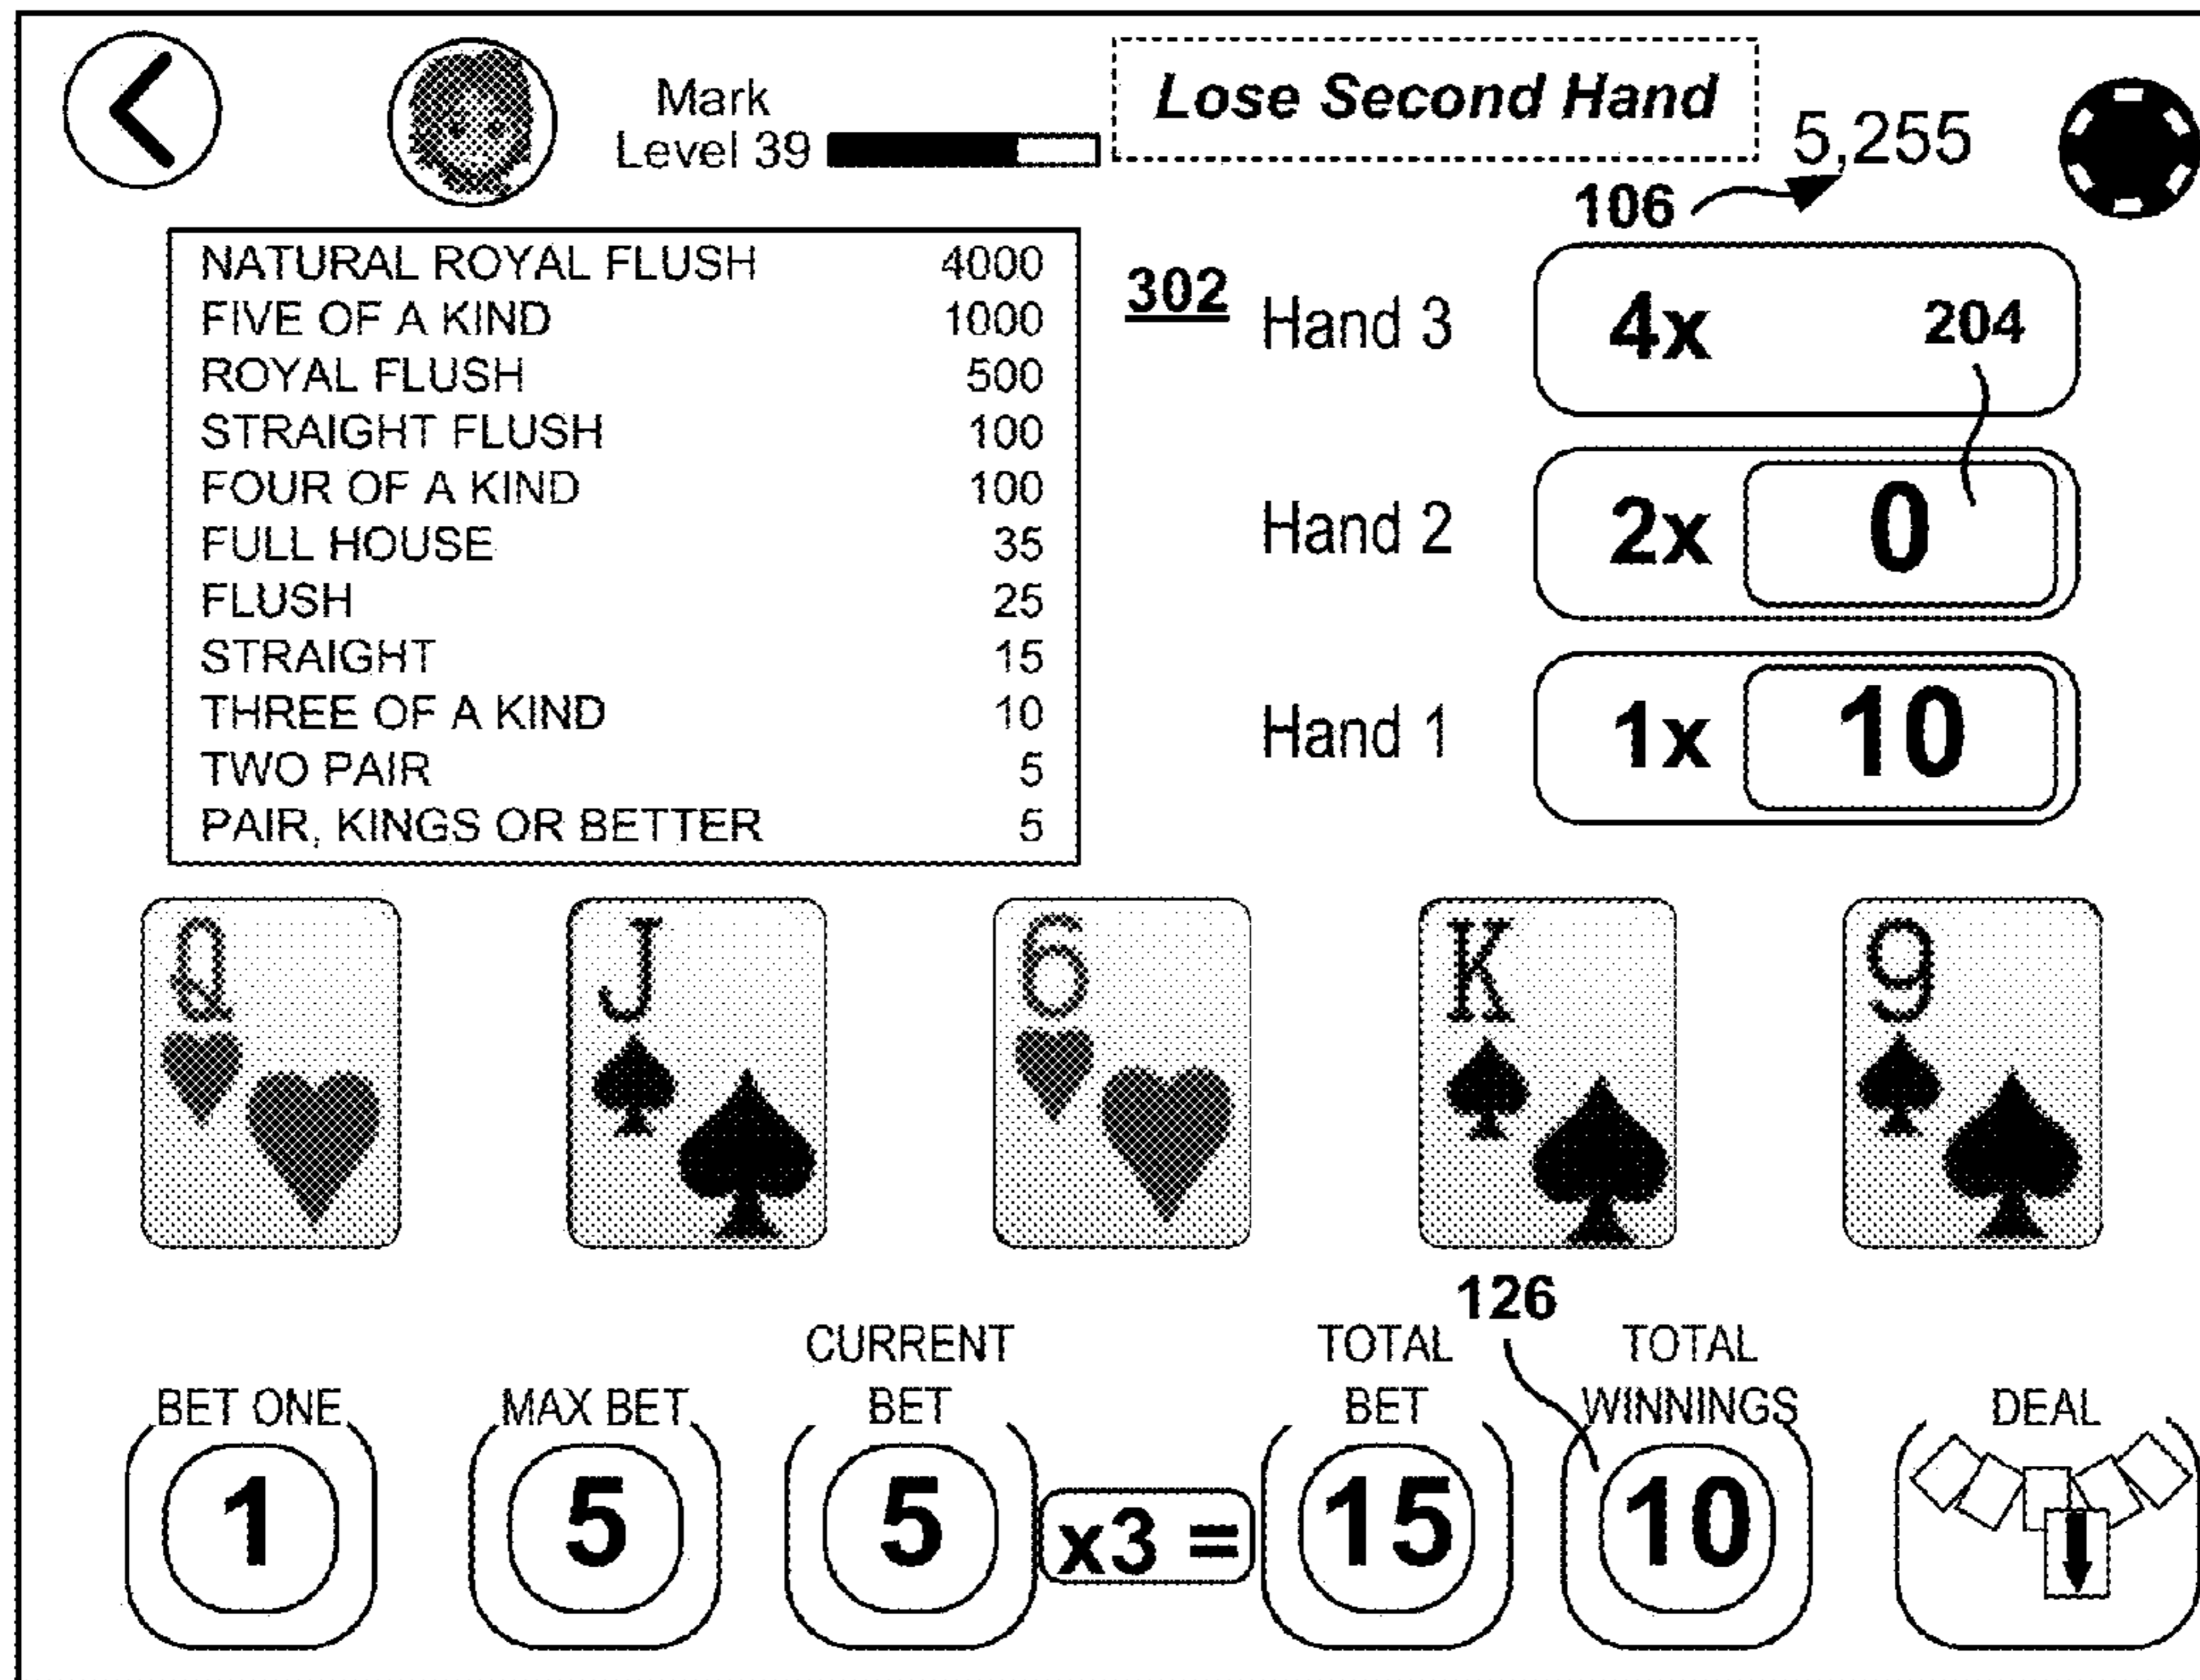 Mark
Level 39
Lose Second Hand
5,255
106
NATURAL ROYAL FLUSH 4000
FIVE OF A KIND 1000
ROYAL FLUSH 500
STRAIGHT FLUSH 100
FOUR OF A KIND 100
FULL HOUSE 35
FLUSH 25
STRAIGHT 15
THREE OF A KIND 10
TWO PAIR 5
PAIR, KINGS OR BETTER 5
302
Hand 3 4x 204
Hand 2 2x 0
Hand 1 1x 10
Q J 6 K 9
126
BET ONE
1
MAX BET
5
CURRENT
BET
5
x3 =
TOTAL
BET
15
TOTAL
WINNINGS
10
DEAL